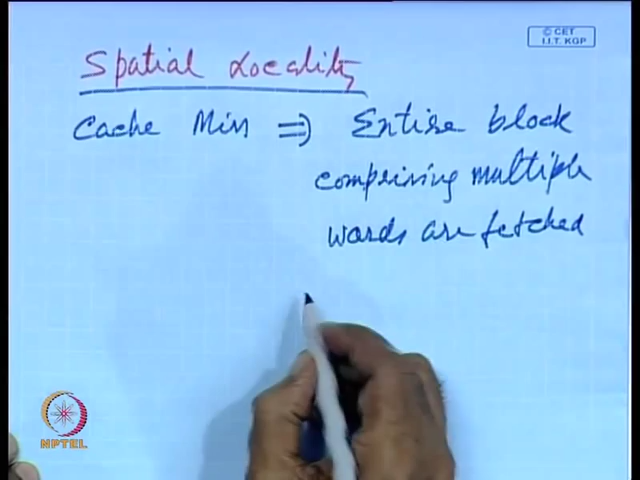 © CET
I.I.T. KGP
Spatial Locality
Cache Miss => Entire block
comprising multiple
words are fetched
NPTEL